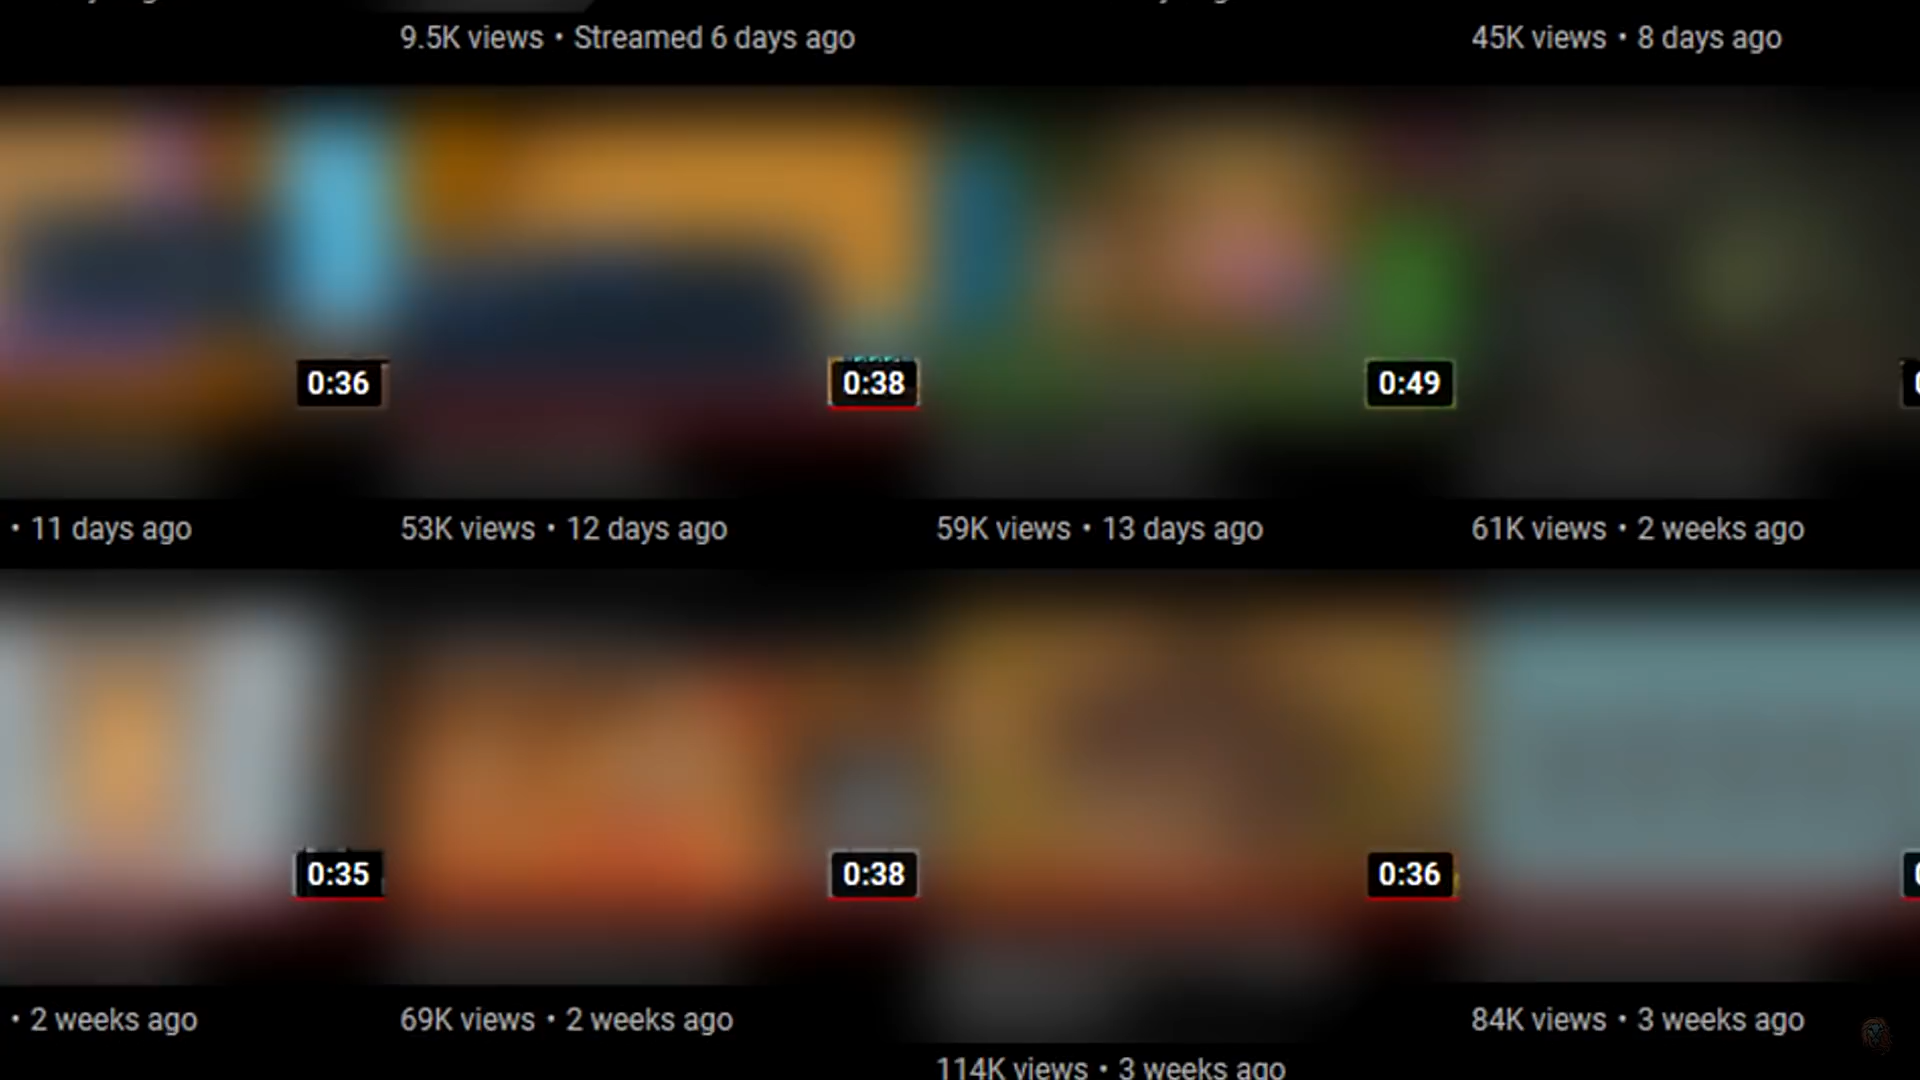 9.5K views • Streamed 6 days ago
45K views • 8 days ago
0:36
0:38
0:49
• 11 days ago
53K views • 12 days ago
59K views • 13 days ago
61K views • 2 weeks ago
0:35
0:38
0:36
• 2 weeks ago
69K views • 2 weeks ago
84K views • 3 weeks ago
114K views • 3 weeks ago